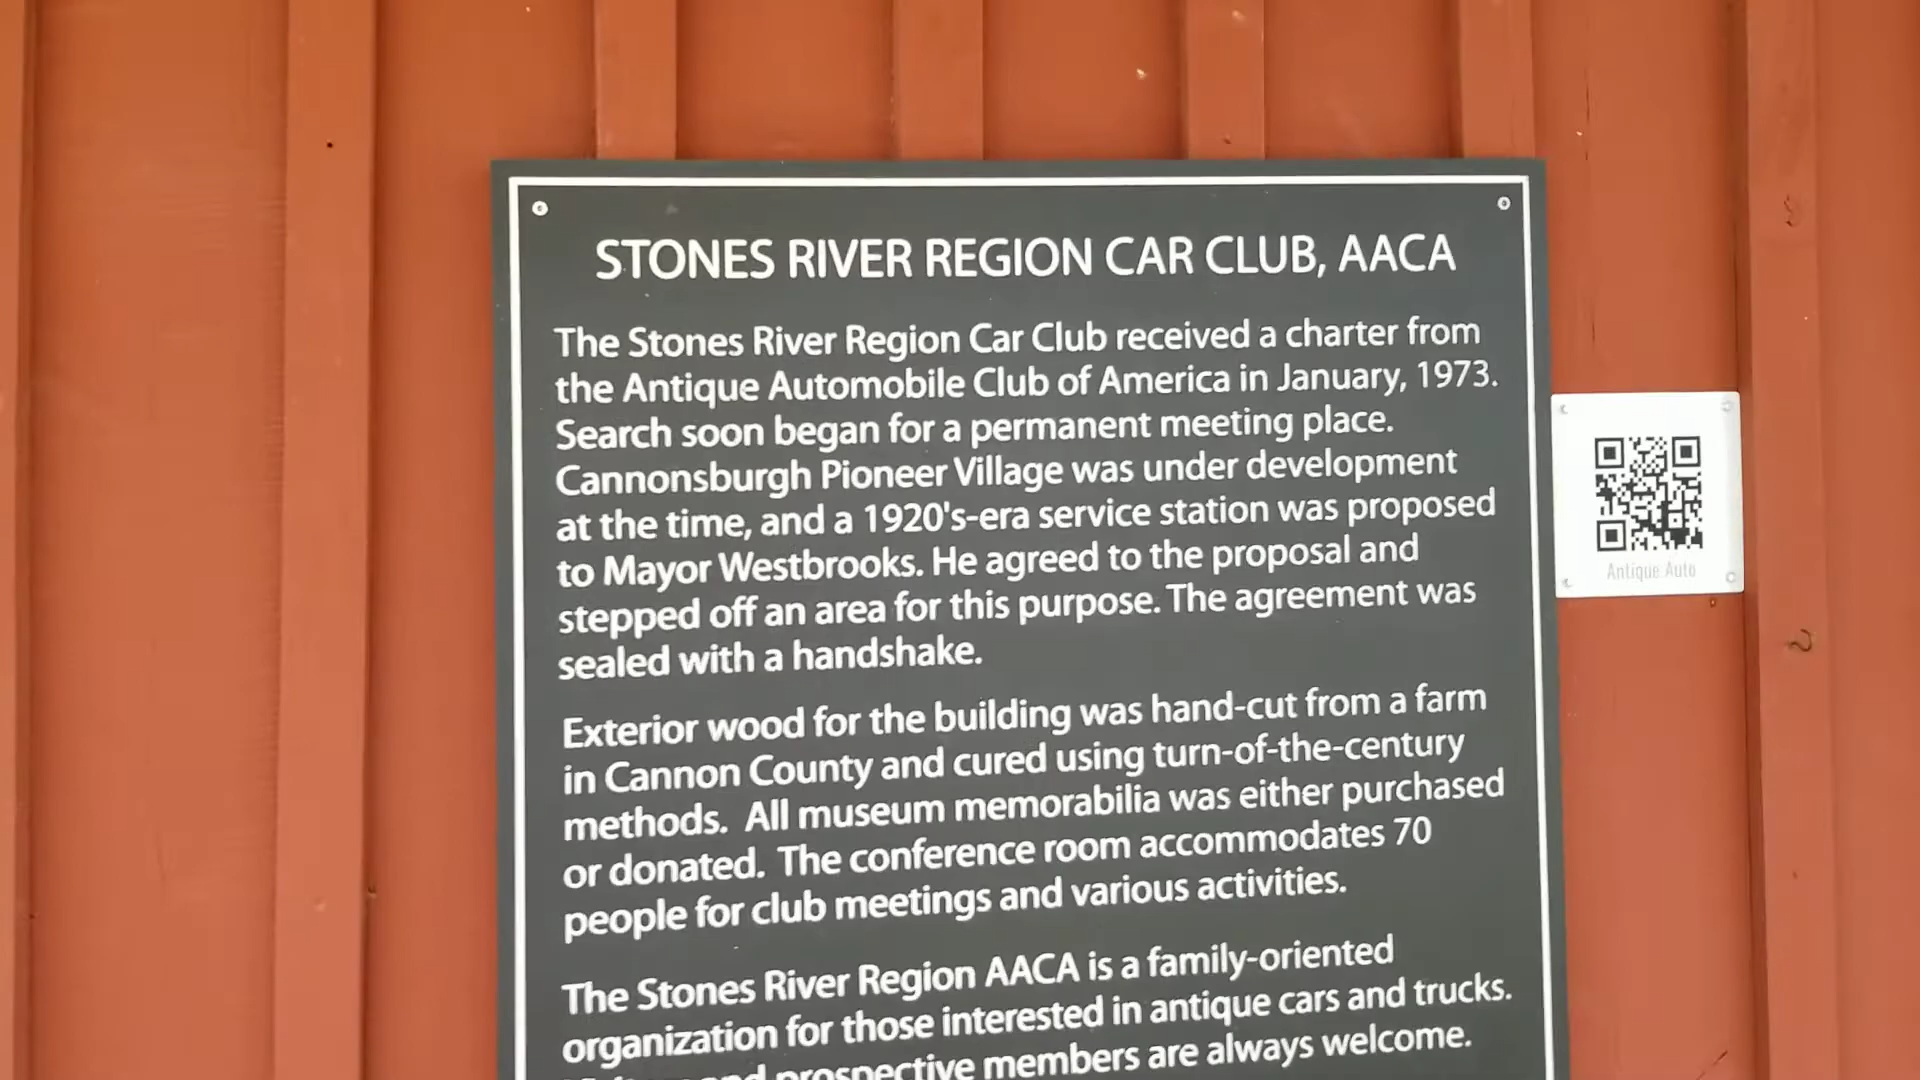 STONES RIVER REGION CAR CLUB, AACA
The Stones River Region Car Club received a charter from
the Antique Automobile Club of America in January, 1973.
Search soon began for a permanent meeting place.
Cannonsburgh Pioneer Village was under development
at the time, and a 1920's-era service station was proposed
to Mayor Westbrooks. He agreed to the proposal and
stepped off an area for this purpose. The agreement was
sealed with a handshake.
Exterior wood for the building was hand-cut from a farm
in Cannon County and cured using turn-of-the-century
methods. All museum memorabilia was either purchased
or donated. The conference room accommodates 70
people for club meetings and various activities.
The Stones River Region AACA is a family-oriented
organization for those interested in antique cars and trucks.
and prospective members are always welcome.
Antique Auto